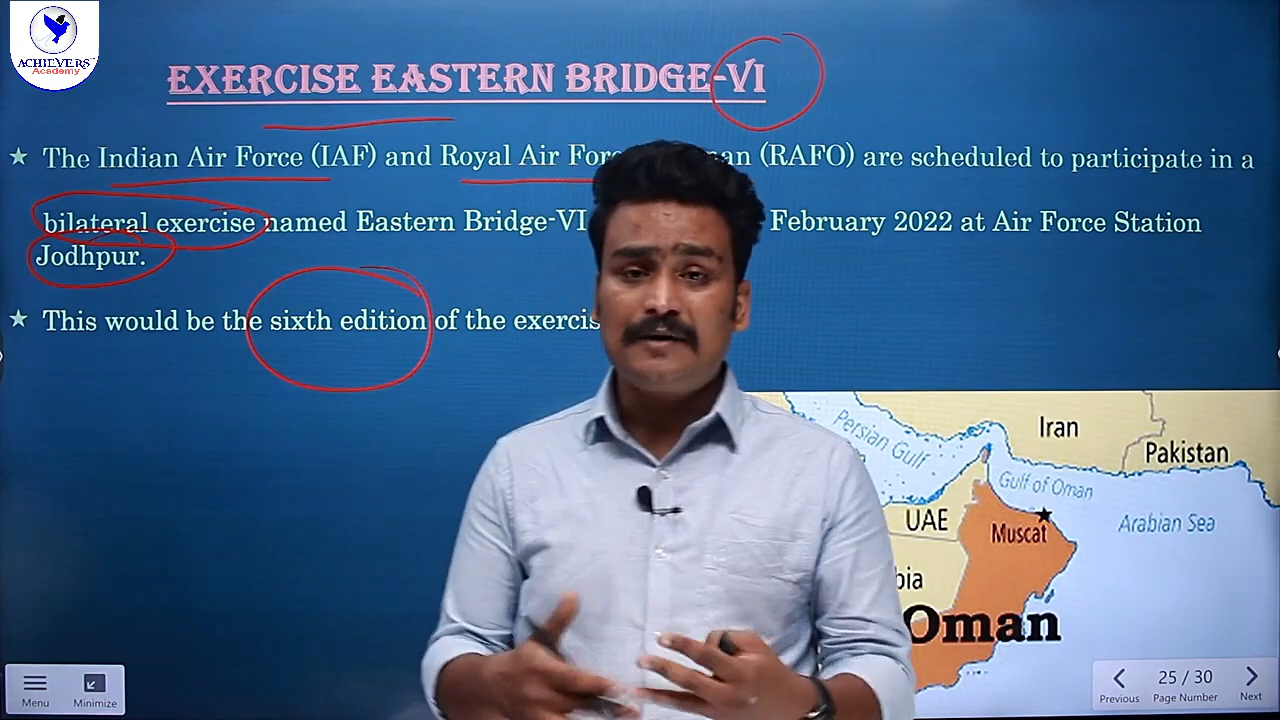 ACHIEVERS
Academy
EXERCISE EASTERN BRIDGE-VI
★ The Indian Air Force (IAF) and Royal Air For (RAFO) are scheduled to participate in a
bilateral exercise named Eastern Bridge-VI February 2022 at Air Force Station
Jodhpur.
★ This would be the sixth edition of the exercis
Persian Gulf
Iran
Pakistan
Gulf of Oman
UAE
Muscat
Arabian Sea
bia
Oman
Menu
Minimize
Previous
25 / 30
Page Number
Next